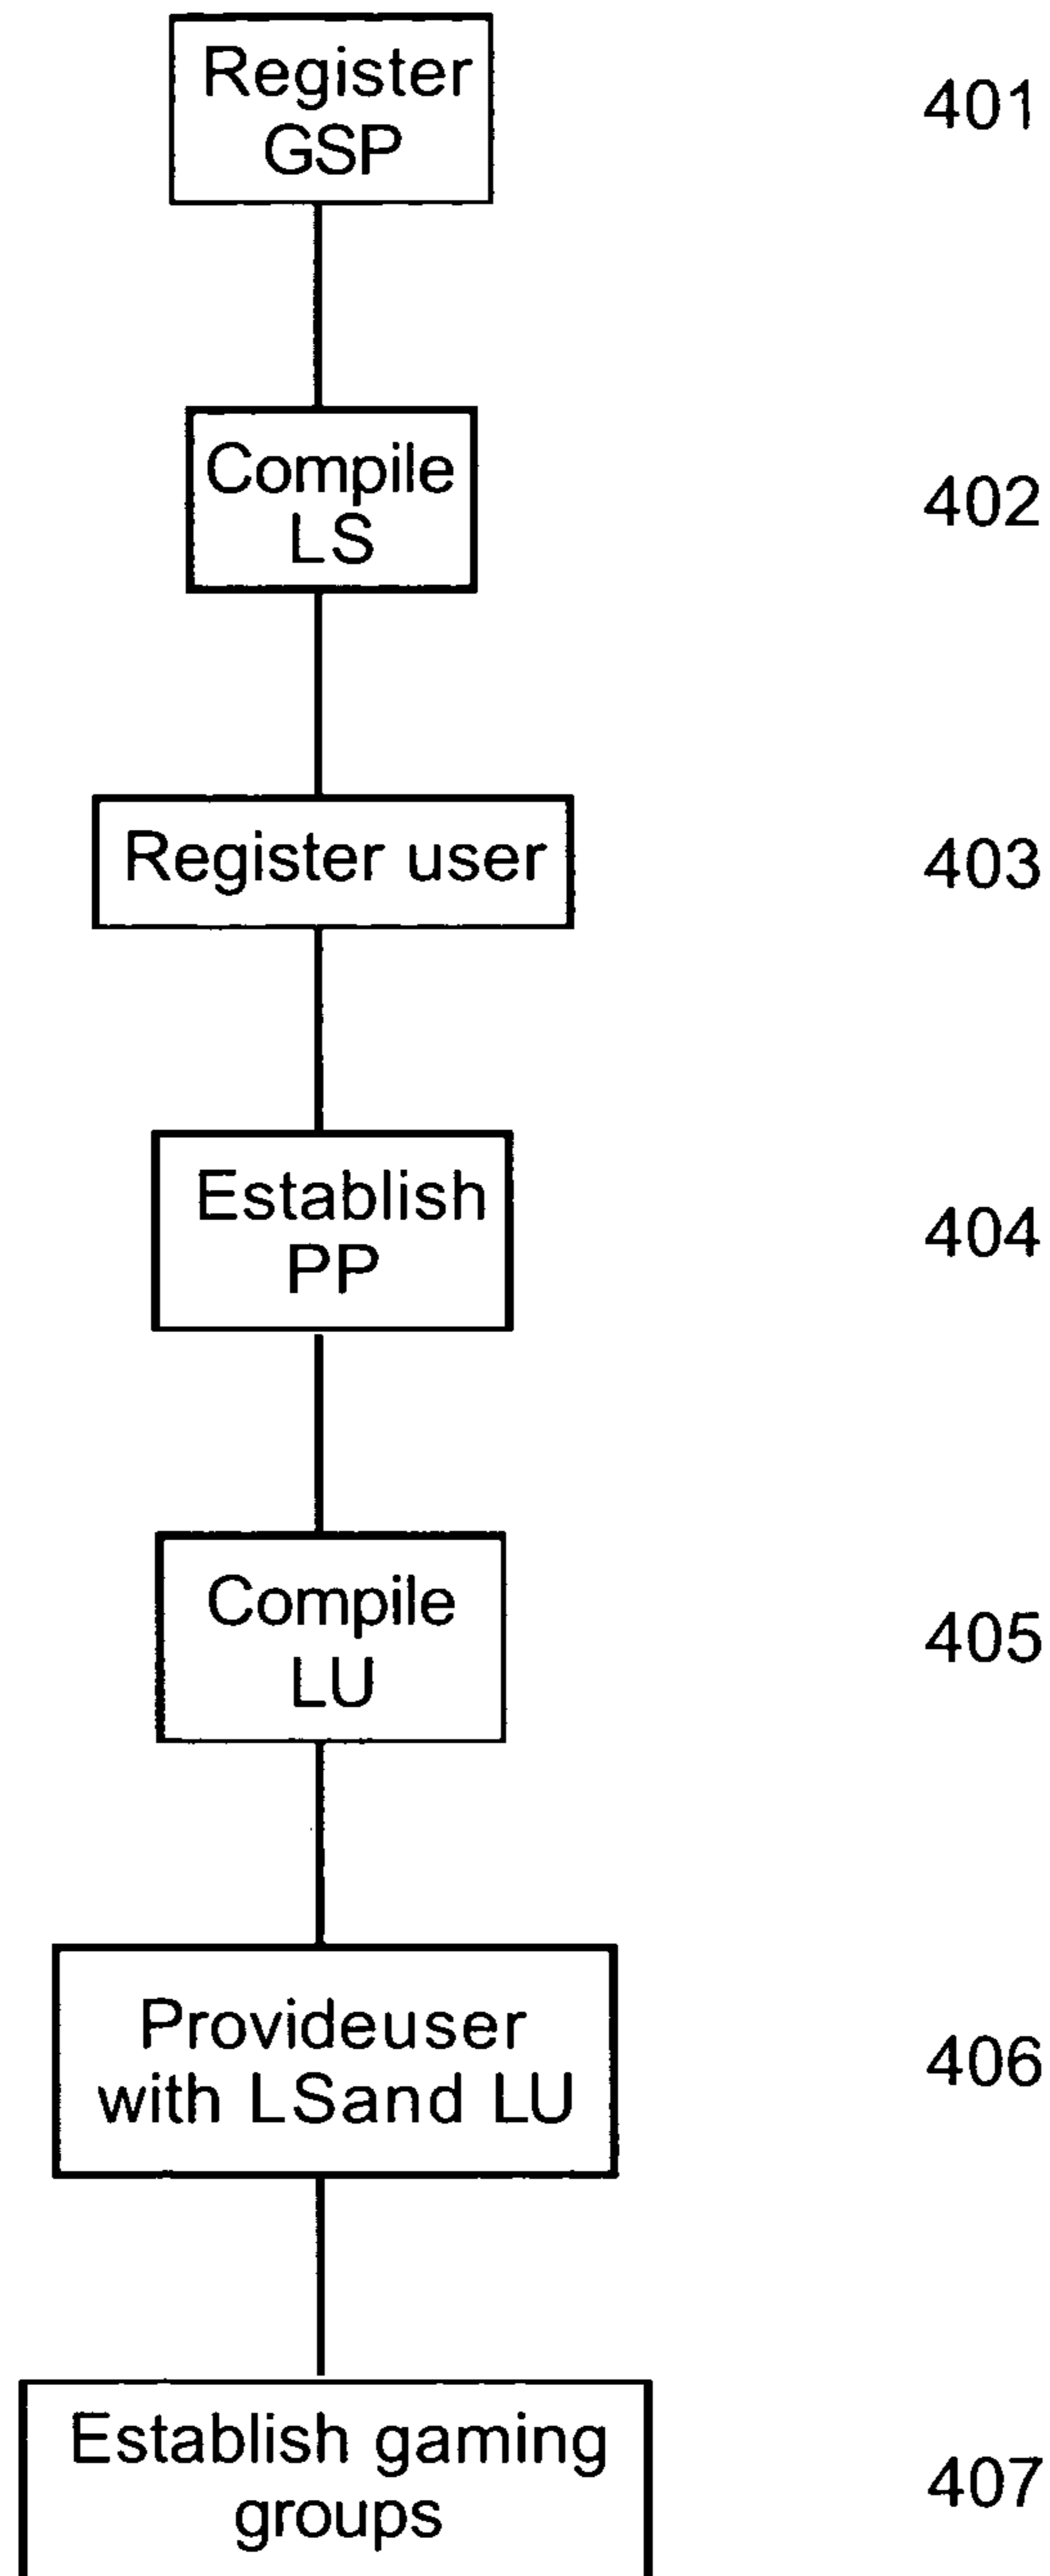 Register
GSP
401
Compile
LS
402
Register user
403
Establish
PP
404
Compile
LU
405
Provideuser
with LSand LU
406
Establish gaming
groups
407